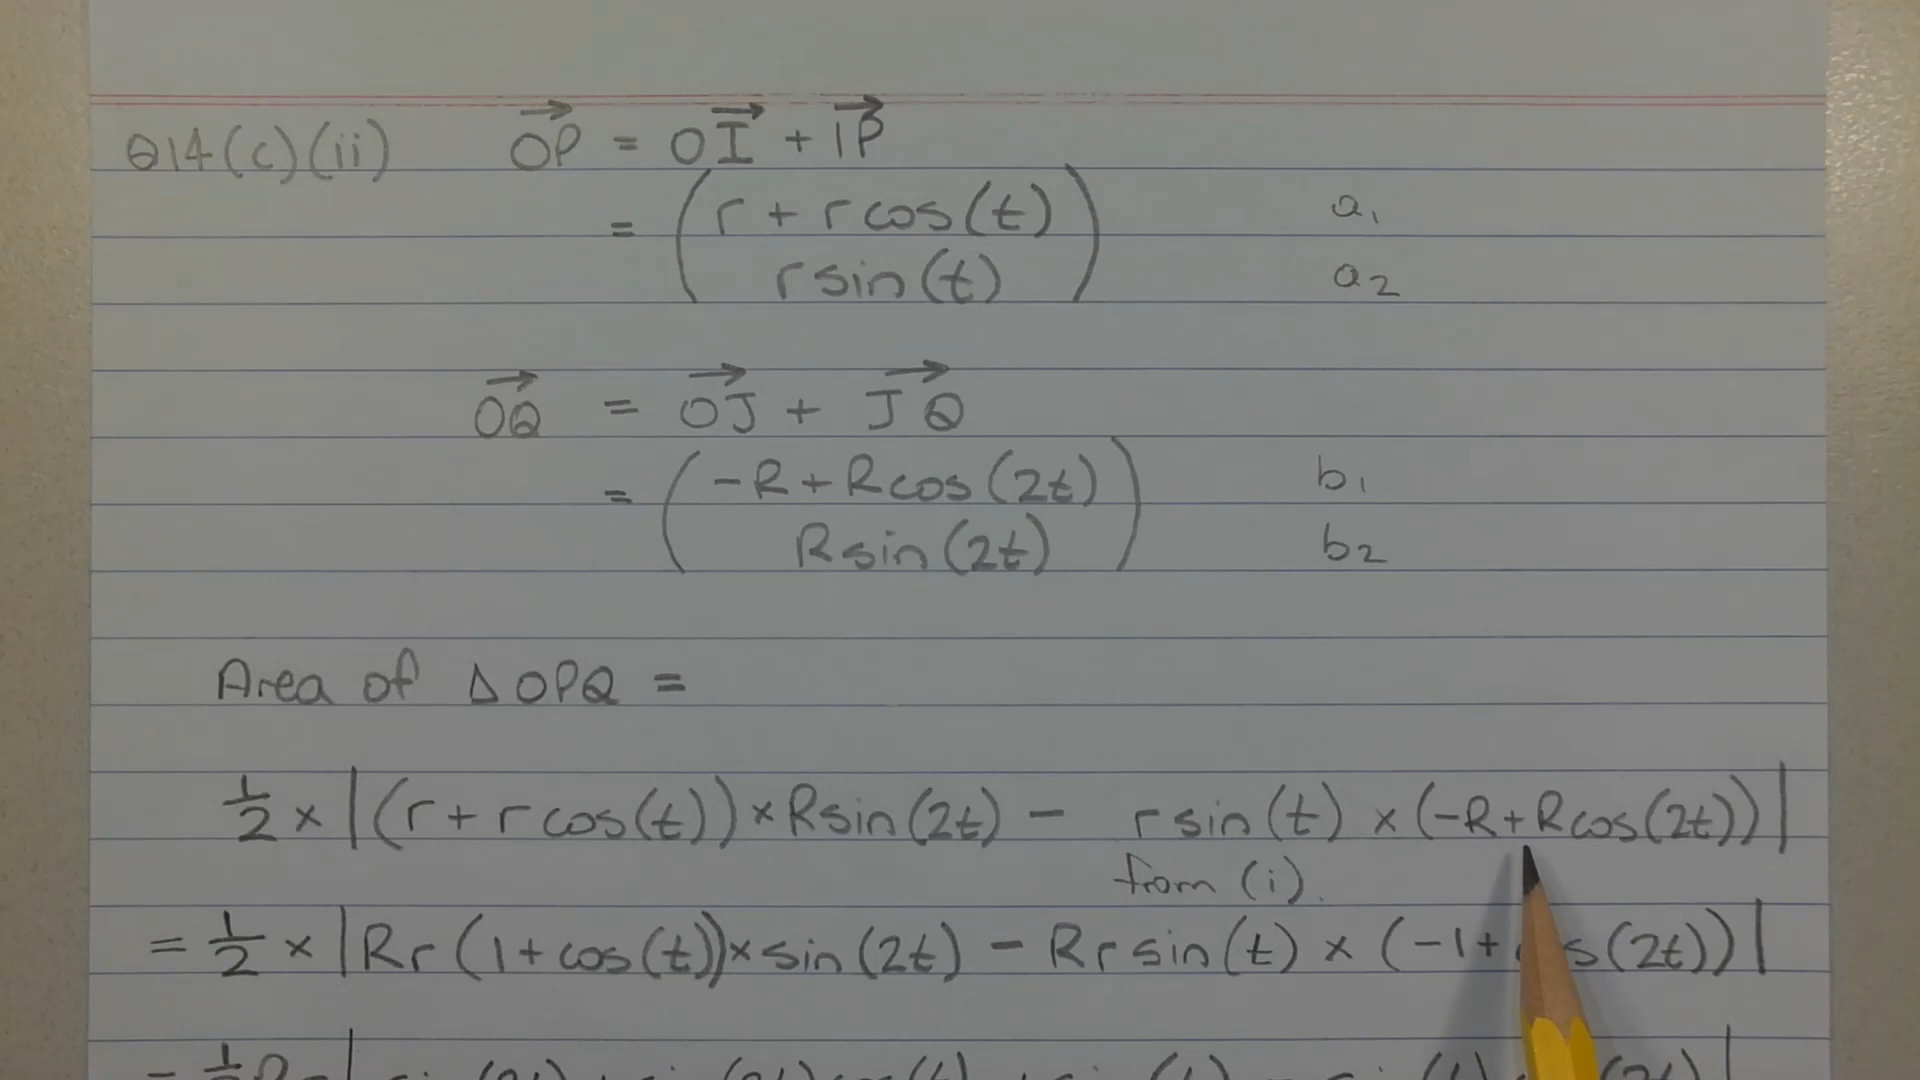 Q14(c)(ii) OP = OI + IP
= (r + r cos(t)) a₁
(r sin(t)) a₂
OQ = OJ + JQ
= (-R + R cos(2t)) b₁
(R sin(2t)) b₂
Area of △OPQ =
½ × |(r + r cos(t)) × R sin(2t) - r sin(t) × (-R + R cos(2t))|
from (i).
= ½ × |Rr (1 + cos(t)) × sin(2t) - Rr sin(t) × (-1 + s(2t))|